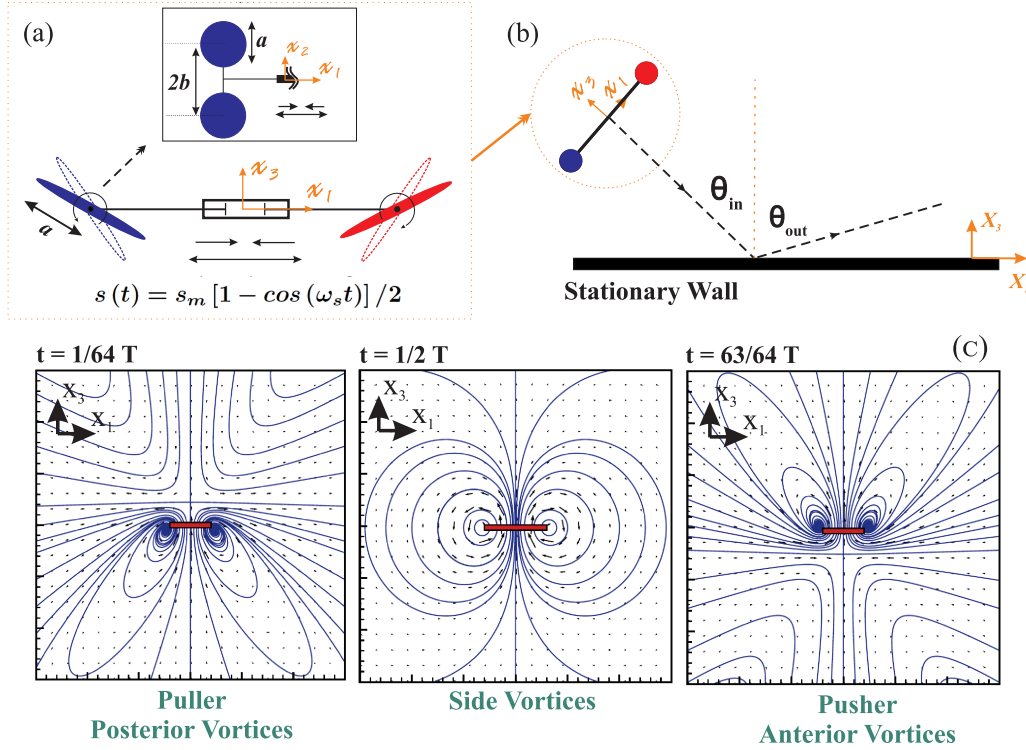 (a)
a
2b
x₂
x₁
x₃
x₁
a
s (t) = sₘ [1 − cos (ωₛt)] /2
(b)
x₃
x₁
θin
θout
X₃
X
Stationary Wall
(c)
t = 1/64 T
t = 1/2 T
t = 63/64 T
X₃
X₁
X₃
X₁
X₃
X₁
Puller
Posterior Vortices
Side Vortices
Pusher
Anterior Vortices